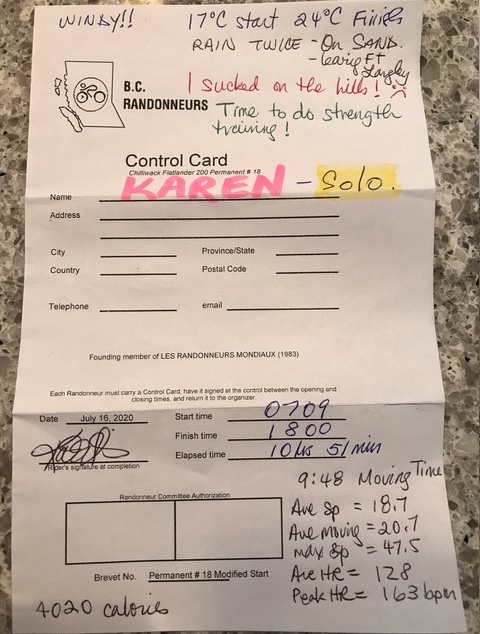 WINDY!! 17°C start 24°C Finish
RAIN TWICE - On SANB.
- leaving Ft Langley
I sucked on the hills! ☹
B.C. RANDONNEURS
Time to do strength training!
Control Card
Chilliwack Flatlander 200 Permanent # 18
Name KAREN - Solo.
Address
City Province/State
Country Postal Code
Telephone email
Founding member of LES RANDONNEURS MONDIAUX (1983)
Each Randonneur must carry a Control Card, have it signed at the control between the opening and
closing times, and return it to the organizer.
Date July 16, 2020 Start time 0709
Finish time 1800
Elapsed time 10 hrs 51 min
Rider's signature at completion
9:48 Moving Time
Ave Sp = 18.7
Ave moving = 20.7
max Sp = 47.5
Ave HR = 128
Peak HR = 163 bpm
Randonneur Committee Authorization
Brevet No. Permanent # 18 Modified Start
4020 calories